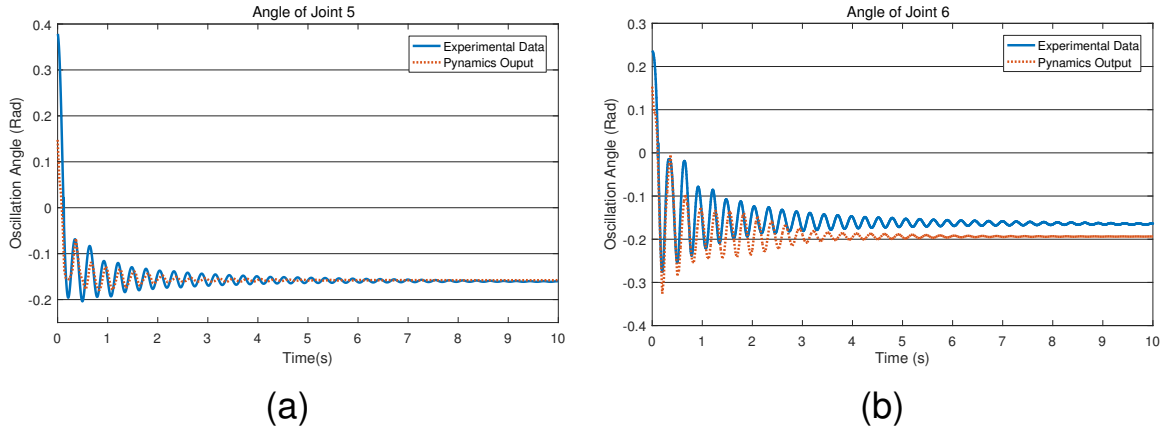 Angle of Joint 5
Experimental Data
Pynamics Ouput
Oscillation Angle (Rad)
0.4
0.3
0.2
0.1
0
-0.1
-0.2
0 1 2 3 4 5 6 7 8 9 10
Time(s)
(a)
Angle of Joint 6
Experimental Data
Pynamics Output
Oscillation Angle (Rad)
0.3
0.2
0.1
0
-0.1
-0.2
-0.3
-0.4
0 1 2 3 4 5 6 7 8 9 10
Time (s)
(b)